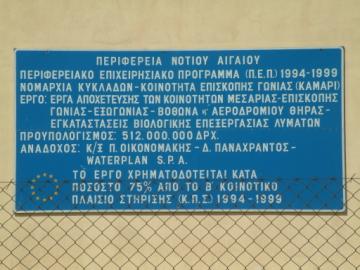 ΠΕΡΙΦΕΡΕΙΑ ΝΟΤΙΟΥ ΑΙΓΑΙΟΥ
ΠΕΡΙΦΕΡΕΙΑΚΟ ΕΠΙΧΕΙΡΗΣΙΑΚΟ ΠΡΟΓΡΑΜΜΑ (Π.Ε.Π.) 1994-1999
ΝΟΜΑΡΧΙΑ ΚΥΚΛΑΔΩΝ-ΚΟΙΝΟΤΗΤΑ ΕΠΙΣΚΟΠΗΣ ΓΩΝΙΑΣ (ΚΑΜΑΡΙ)
ΕΡΓΟ: ΕΡΓΑ ΑΠΟΧΕΤΕΥΣΗΣ ΤΩΝ ΚΟΙΝΟΤΗΤΩΝ ΜΕΣΑΡΙΑΣ-ΕΠΙΣΚΟΠΗΣ
ΓΩΝΙΑΣ-ΕΞΩΓΩΝΙΑΣ-ΒΟΘΩΝΑ κ' ΑΕΡΟΔΡΟΜΙΟΥ ΘΗΡΑΣ-
ΕΓΚΑΤΑΣΤΑΣΕΙΣ ΒΙΟΛΟΓΙΚΗΣ ΕΠΕΞΕΡΓΑΣΙΑΣ ΛΥΜΑΤΩΝ
ΠΡΟΥΠΟΛΟΓΙΣΜΟΣ: 512.000.000 ΔΡΧ.
ΑΝΑΔΟΧΟΣ: Κ/Ξ Π.ΟΙΚΟΝΟΜΑΚΗΣ-Δ.ΠΑΝΑΧΡΑΝΤΟΣ-
WATERPLAN S.P.A.
ΤΟ ΕΡΓΟ ΧΡΗΜΑΤΟΔΟΤΕΙΤΑΙ ΚΑΤΑ
ΠΟΣΟΣΤΟ 75% ΑΠΟ ΤΟ Β' ΚΟΙΝΟΤΙΚΟ
ΠΛΑΙΣΙΟ ΣΤΗΡΙΞΗΣ (Κ.Π.Σ.) 1994-1999